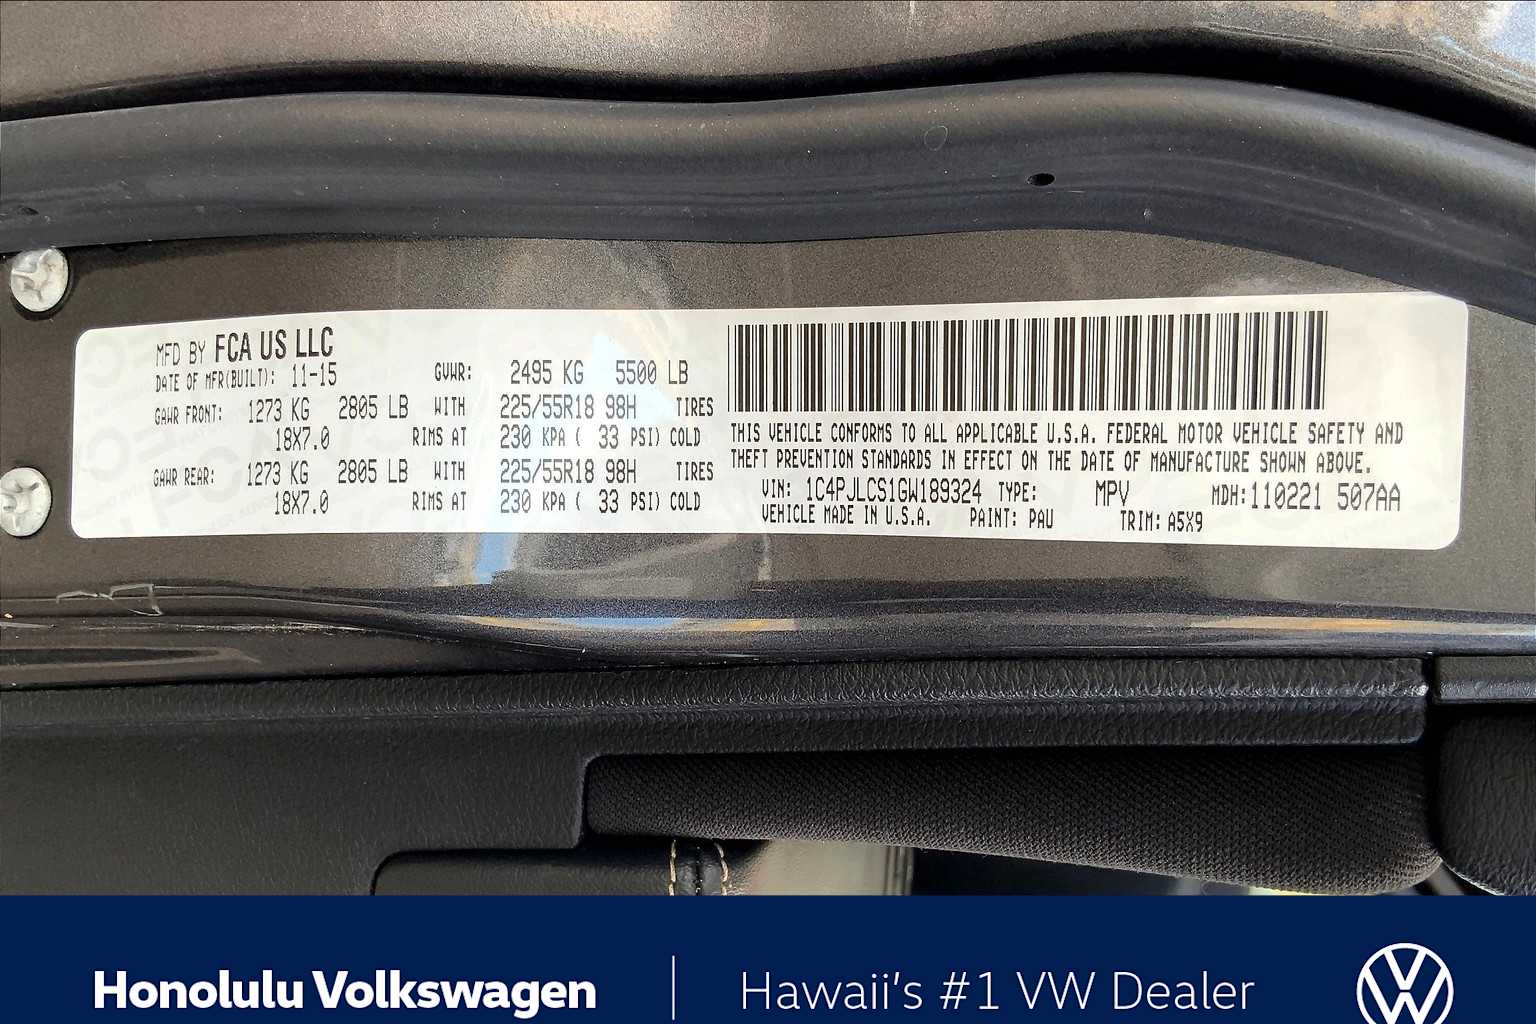 MFD BY FCA US LLC
DATE OF MFR(BUILT): 11-15 GVWR: 2495 KG 5500 LB
GAWR FRONT: 1273 KG 2805 LB WITH 225/55R18 98H TIRES
18X7.0 RIMS AT 230 KPA ( 33 PSI) COLD
GAWR REAR: 1273 KG 2805 LB WITH 225/55R18 98H TIRES
18X7.0 RIMS AT 230 KPA ( 33 PSI) COLD
THIS VEHICLE CONFORMS TO ALL APPLICABLE U.S.A. FEDERAL MOTOR VEHICLE SAFETY AND
THEFT PREVENTION STANDARDS IN EFFECT ON THE DATE OF MANUFACTURE SHOWN ABOVE.
VIN: 1C4PJLCS1GW189324 TYPE: MPV MDH: 110221 507AA
VEHICLE MADE IN U.S.A. PAINT: PAU TRIM: A5X9
Honolulu Volkswagen
Hawaii's #1 VW Dealer